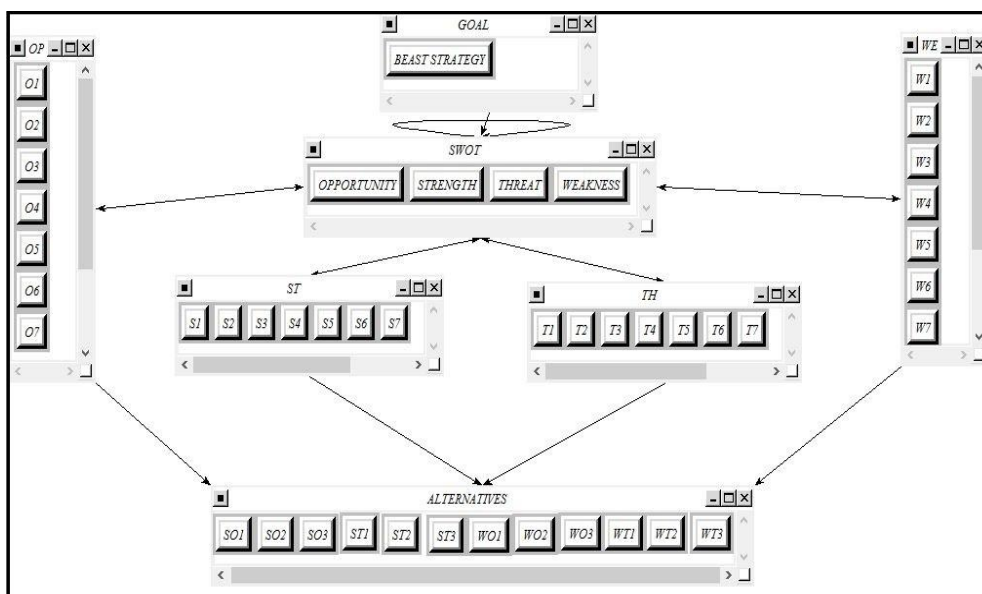 GOAL
BEAST STRATEGY
OP
O1
O2
O3
O4
O5
O6
O7
SWOT
OPPORTUNITY STRENGTH THREAT WEAKNESS
WE
W1
W2
W3
W4
W5
W6
W7
ST
S1 S2 S3 S4 S5 S6 S7
TH
T1 T2 T3 T4 T5 T6 T7
ALTERNATIVES
SO1 SO2 SO3 ST1 ST2 ST3 WO1 WO2 WO3 WT1 WT2 WT3